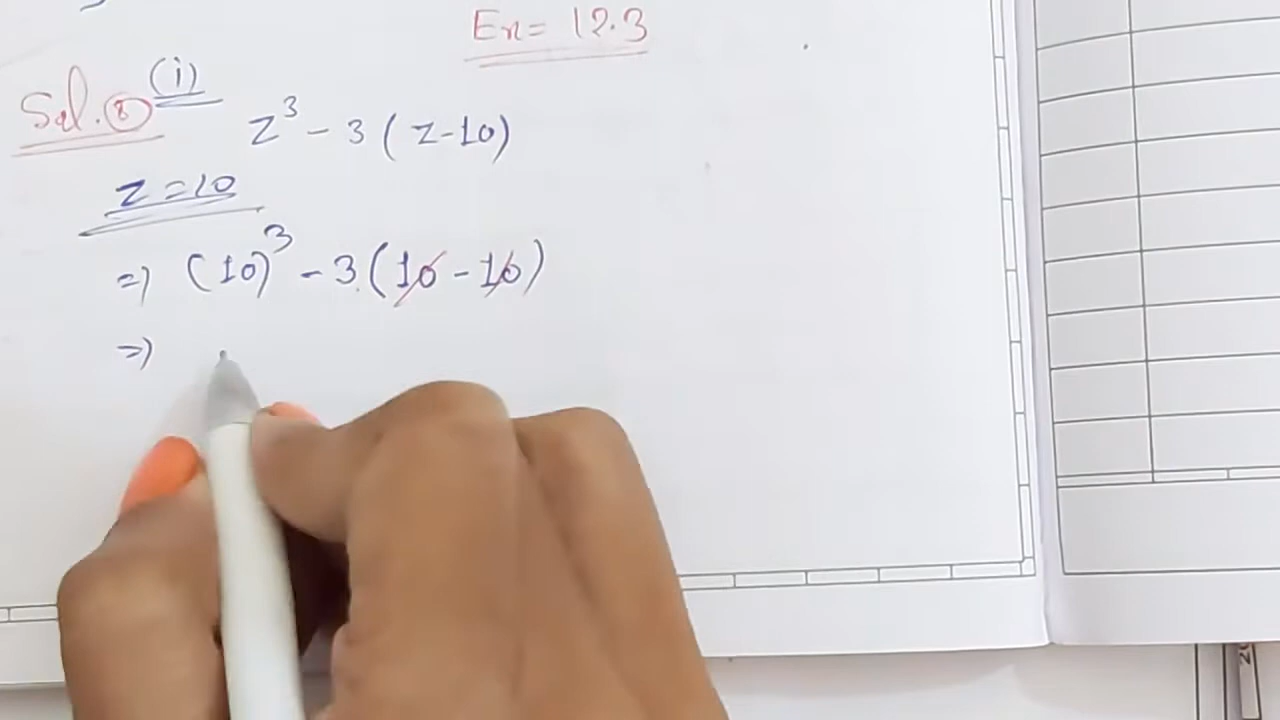 Ex= 12.3
Sol. 8 (i) z³ - 3 ( z-10)
z = 10
=) (10)³ - 3 (10 - 10)
=)